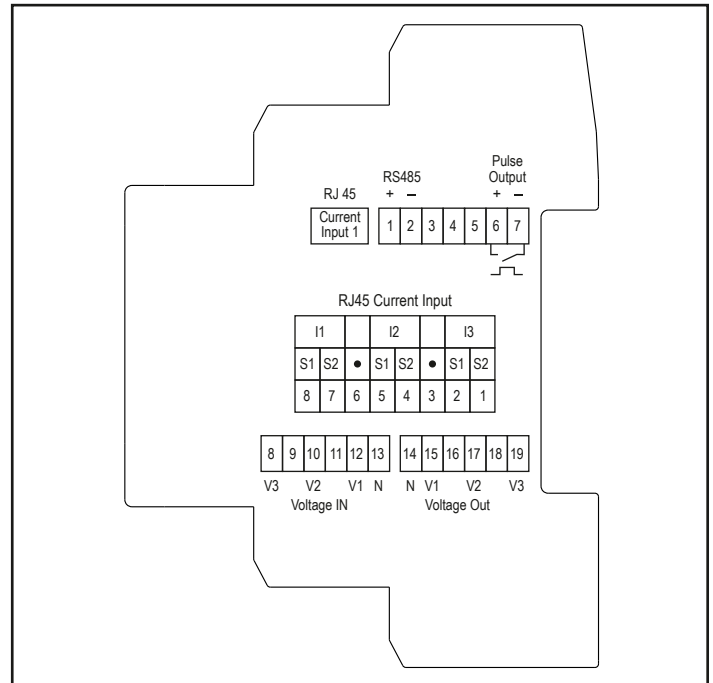 Pulse
RS485 Output
RJ 45 + – + –
Current
Input 1
1 2 3 4 5 6 7
RJ45 Current Input
I1 I2 I3
S1 S2 • S1 S2 • S1 S2
8 7 6 5 4 3 2 1
8 9 10 11 12 13 14 15 16 17 18 19
V3 V2 V1 N N V1 V2 V3
Voltage IN Voltage Out